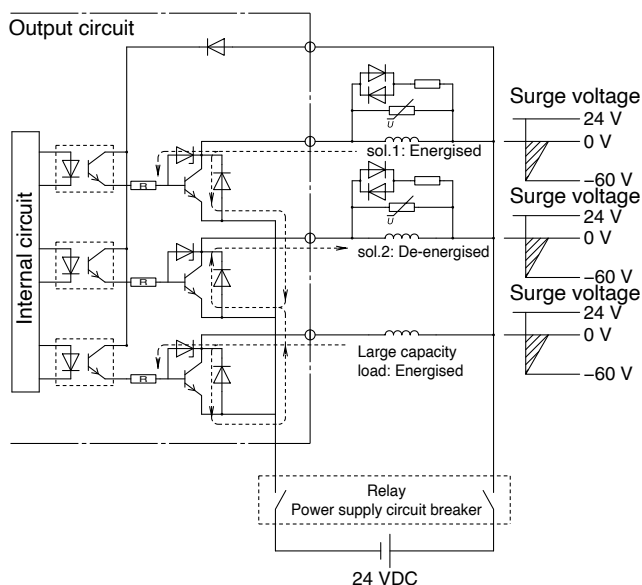 Output circuit
Internal circuit
R
R
R
U
sol.1: Energised
U
sol.2: De-energised
Large capacity
load: Energised
Surge voltage
24 V
0 V
−60 V
Surge voltage
24 V
0 V
−60 V
Surge voltage
24 V
0 V
−60 V
Relay
Power supply circuit breaker
24 VDC